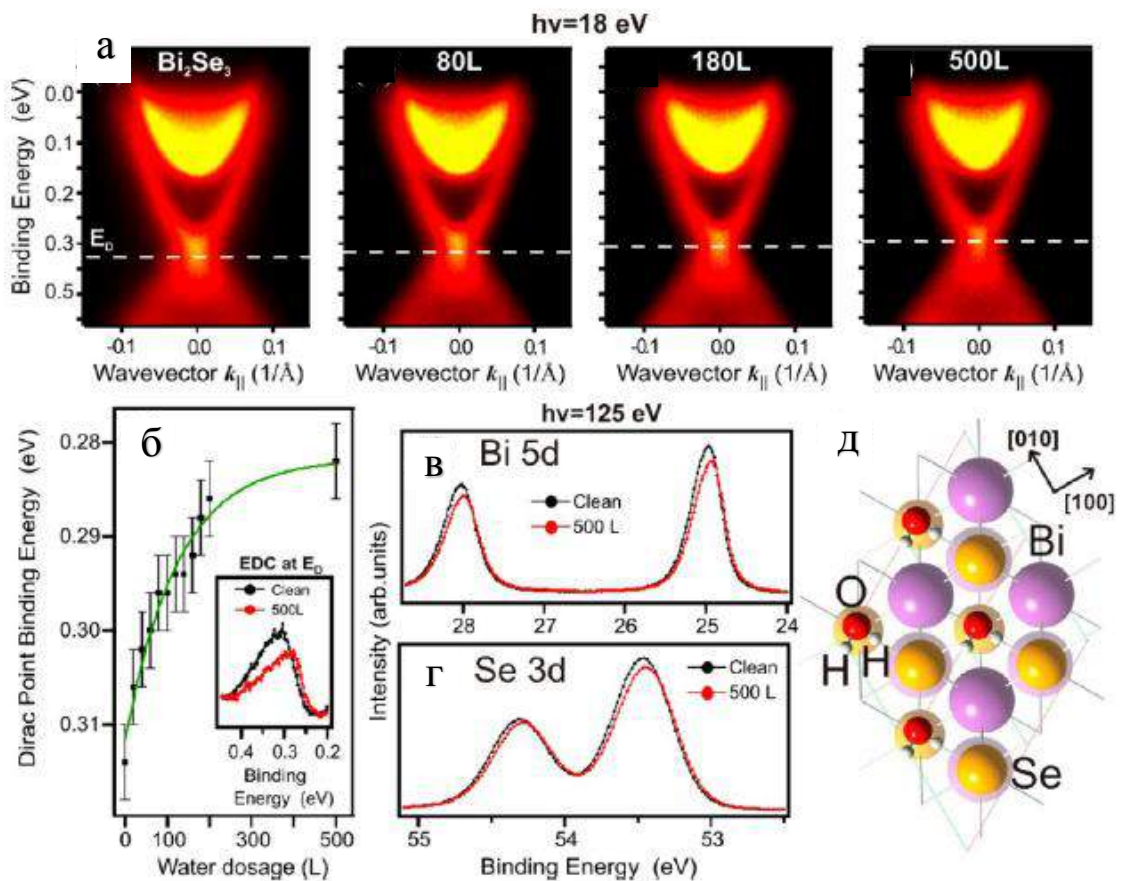 hν=18 eV
а
Bi₂Se₃
80L
180L
500L
Binding Energy (eV)
0.0
0.1
0.2
0.3
0.5
E_D
-0.1 0.0 0.1
-0.1 0.0 0.1
-0.1 0.0 0.1
-0.1 0.0 0.1
Wavevector k|| (1/Å)
Wavevector k|| (1/Å)
Wavevector k|| (1/Å)
Wavevector k|| (1/Å)
б
Dirac Point Binding Energy (eV)
0.28
0.29
0.30
0.31
EDC at E_D
Clean
500L
0.4 0.3 0.2
Binding
Energy (eV)
0 100 300 500
Water dosage (L)
hν=125 eV
в
Bi 5d
Clean
500 L
28 27 26 25 24
Intensity (arb.units)
г
Se 3d
Clean
500 L
55 54 53
Binding Energy (eV)
д
[010]
[100]
Bi
O
H H
Se